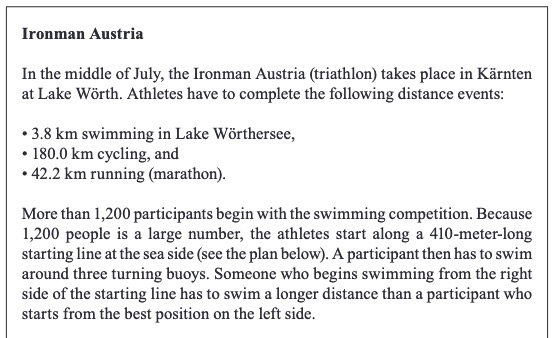 Ironman Austria
In the middle of July, the Ironman Austria (triathlon) takes place in Kärnten
at Lake Wörth. Athletes have to complete the following distance events:
• 3.8 km swimming in Lake Wörthersee,
• 180.0 km cycling, and
• 42.2 km running (marathon).
More than 1,200 participants begin with the swimming competition. Because
1,200 people is a large number, the athletes start along a 410-meter-long
starting line at the sea side (see the plan below). A participant then has to swim
around three turning buoys. Someone who begins swimming from the right
side of the starting line has to swim a longer distance than a participant who
starts from the best position on the left side.